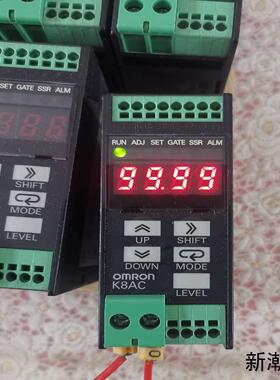 SET GATE SSR ALM
RUN ADJ SET GATE SSR ALM
99.99
SHIFT
MODE
LEVEL
UP SHIFT
DOWN MODE
OMRON LEVEL
K8AC
新潮